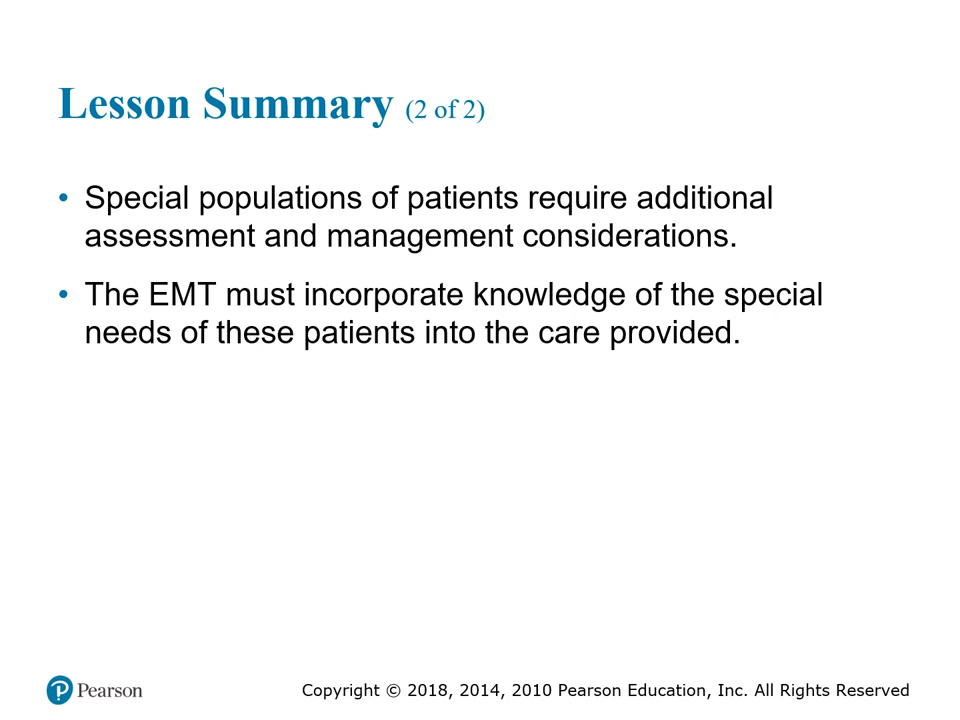 Lesson Summary (2 of 2)
• Special populations of patients require additional
assessment and management considerations.
• The EMT must incorporate knowledge of the special
needs of these patients into the care provided.
Pearson
Copyright © 2018, 2014, 2010 Pearson Education, Inc. All Rights Reserved